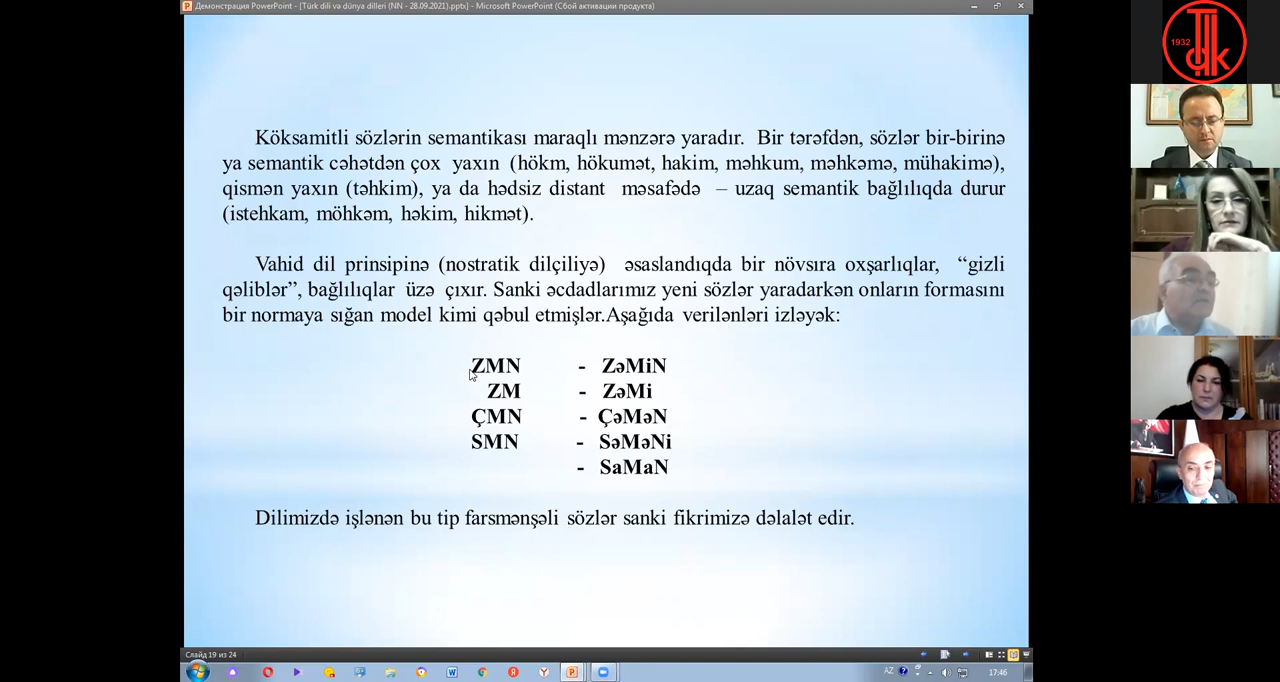 Демонстрация PowerPoint - [Türk dili və dünya dilleri (NN - 28.09.2021).pptx] - Microsoft PowerPoint (Сбой активации продукта)
1932
Köksamitli sözlərin semantikası maraqlı mənzərə yaradır. Bir tərəfdən, sözlər bir-birinə
ya semantik cəhətdən çox yaxın (hökm, hökumət, hakim, məhkum, məhkəmə, mühakimə),
qismən yaxın (təhkim), ya da hədsiz distant məsafədə – uzaq semantik bağlılıqda durur
(istehkam, möhkəm, həkim, hikmət).
Vahid dil prinsipinə (nostratik dilçiliyə) əsaslandıqda bir növsıra oxşarlıqlar, “gizli
qəliblər”, bağlılıqlar üzə çıxır. Sanki əcdadlarımız yeni sözlər yaradarkən onların formasını
bir normaya sığan model kimi qəbul etmişlər.Aşağıda verilənləri izləyək:
ZMN - ZəMiN
ZM - ZəMi
ÇMN - ÇəMəN
SMN - SəMəNi
- SaMaN
Dilimizdə işlənən bu tip farsmənşəli sözlər sanki fikrimizə dəlalət edir.
Слайд 19 из 24
AZ
17:46